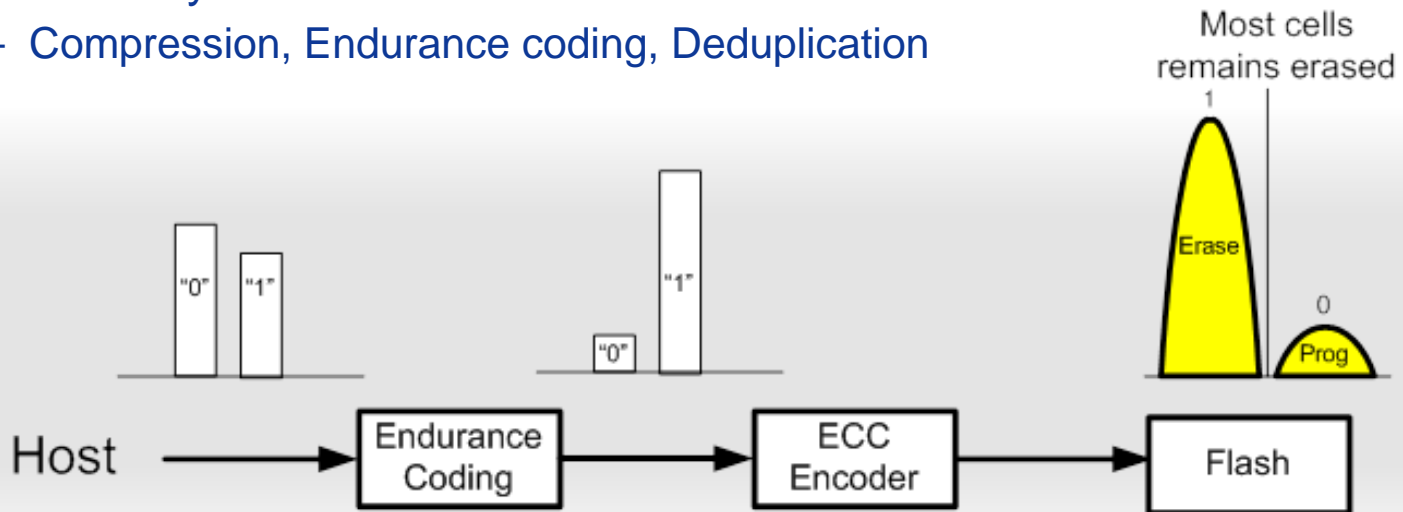 - Compression, Endurance coding, Deduplication
Most cells
remains erased
1
Erase
0
Prog
"0"
"1"
"0"
"1"
Host
Endurance
Coding
ECC
Encoder
Flash